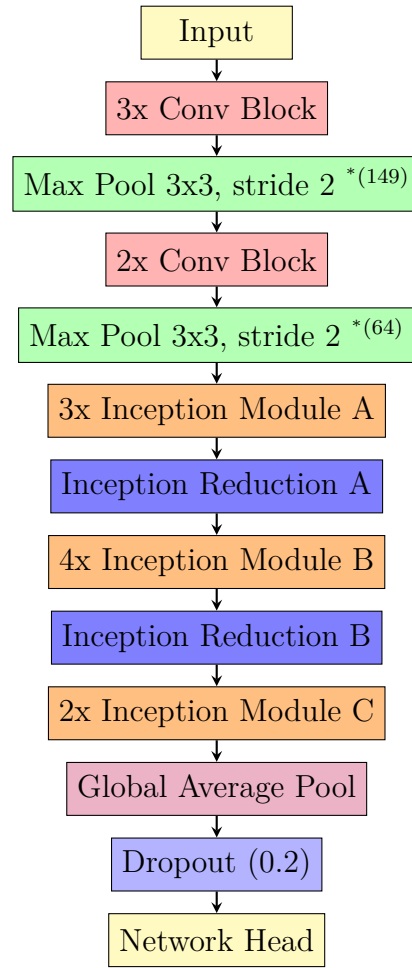 Input
3x Conv Block
Max Pool 3x3, stride 2 *(149)
2x Conv Block
Max Pool 3x3, stride 2 *(64)
3x Inception Module A
Inception Reduction A
4x Inception Module B
Inception Reduction B
2x Inception Module C
Global Average Pool
Dropout (0.2)
Network Head